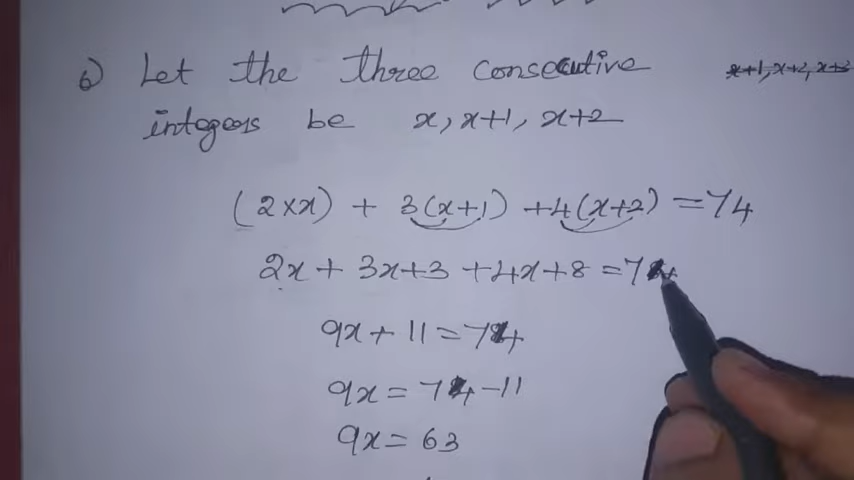 6) Let the three consecutive x+1, x+2, x+3
integers be x, x+1, x+2
(2×x) + 3(x+1) +4(x+2) =74
2x + 3x+3 +4x+8 =74
9x + 11 =74
9x = 74-11
9x = 63